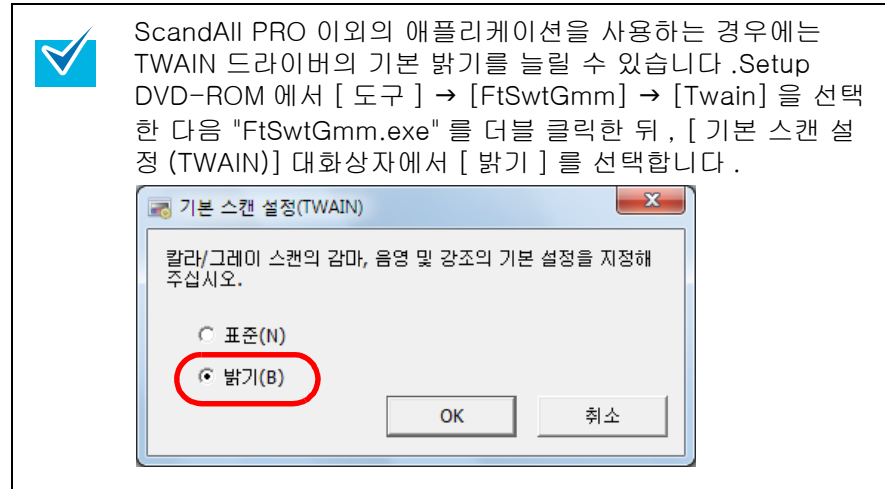 ScandAll PRO 이외의 애플리케이션을 사용하는 경우에는
TWAIN 드라이버의 기본 밝기를 늘릴 수 있습니다 .Setup
DVD-ROM 에서 [ 도구 ] → [FtSwtGmm] → [Twain] 을 선택
한 다음 "FtSwtGmm.exe" 를 더블 클릭한 뒤 , [ 기본 스캔 설
정 (TWAIN)] 대화상자에서 [ 밝기 ] 를 선택합니다 .
기본 스캔 설정(TWAIN)
칼라/그레이 스캔의 감마, 음영 및 강조의 기본 설정을 지정해
주십시오.
표준(N)
밝기(B)
OK 취소